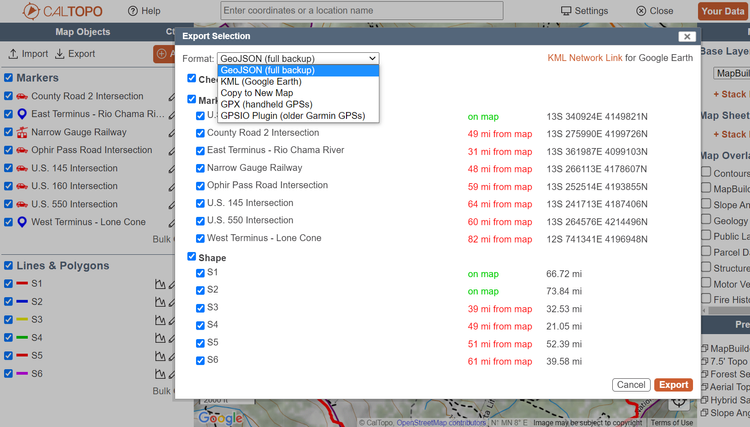 CALTOPO
Help
Enter coordinates or a location name
Settings
Close
Your Data
Map Objects
Import
Export
Markers
County Road 2 Intersection
East Terminus - Rio Chama Ri...
Narrow Gauge Railway
Ophir Pass Road Intersection
U.S. 145 Intersection
U.S. 160 Intersection
U.S. 550 Intersection
West Terminus - Lone Cone
Bulk
Lines & Polygons
S1
S2
S3
S4
S5
S6
Bulk
Export Selection
Format: GeoJSON (full backup)
KML Network Link for Google Earth
GeoJSON (full backup)
KML (Google Earth)
Copy to New Map
GPX (handheld GPSs)
GPSIO Plugin (older Garmin GPSs)
on map 13S 340924E 4149821N
County Road 2 Intersection 49 mi from map 13S 275990E 4199726N
East Terminus - Rio Chama River 31 mi from map 13S 361987E 4099103N
Narrow Gauge Railway 48 mi from map 13S 266113E 4178607N
Ophir Pass Road Intersection 59 mi from map 13S 252514E 4193855N
U.S. 145 Intersection 64 mi from map 13S 241713E 4187406N
U.S. 550 Intersection 60 mi from map 13S 264576E 4214496N
West Terminus - Lone Cone 82 mi from map 12S 741341E 4196948N
Shape
S1 on map 66.72 mi
S2 on map 73.84 mi
S3 39 mi from map 32.53 mi
S4 49 mi from map 21.05 mi
S5 51 mi from map 52.39 mi
S6 61 mi from map 39.58 mi
Cancel
Export
Base Laye
MapBuil
+ Stack
Map Sheet
+ Stack
Map Overla
Contours
Slope An
Geology
Public La
Parcel D
Structure
Motor Ve
Fire Histo
Pre
MapBuild
7.5' Topo
Forest Se
Aerial Top
Hybrid Sa
Slope Ang
Google
© CalTopo, OpenStreetMap contributors
N° MN 8° E
Image may be subject to copyright
Terms of Use